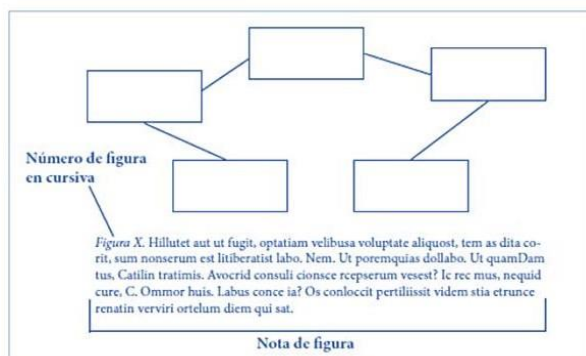 Número de figura
en cursiva
Figura X. Hillutet aut ut fugit, optatiam velibusa voluptate aliquost, tem as dita co-
rit, sum nonserum est litiberatist labo. Nem. Ut poremquias dollabo. Ut quamDam
tus, Catilin tratimis. Avocrid consuli cionsce rcepserum vesest? Ic rec mus, nequid
cure, C. Ommor huis. Labus conce ia? Os conloccit pertiliissit videm stia etrunce
renatin verviri ortelum diem qui sat.
Nota de figura